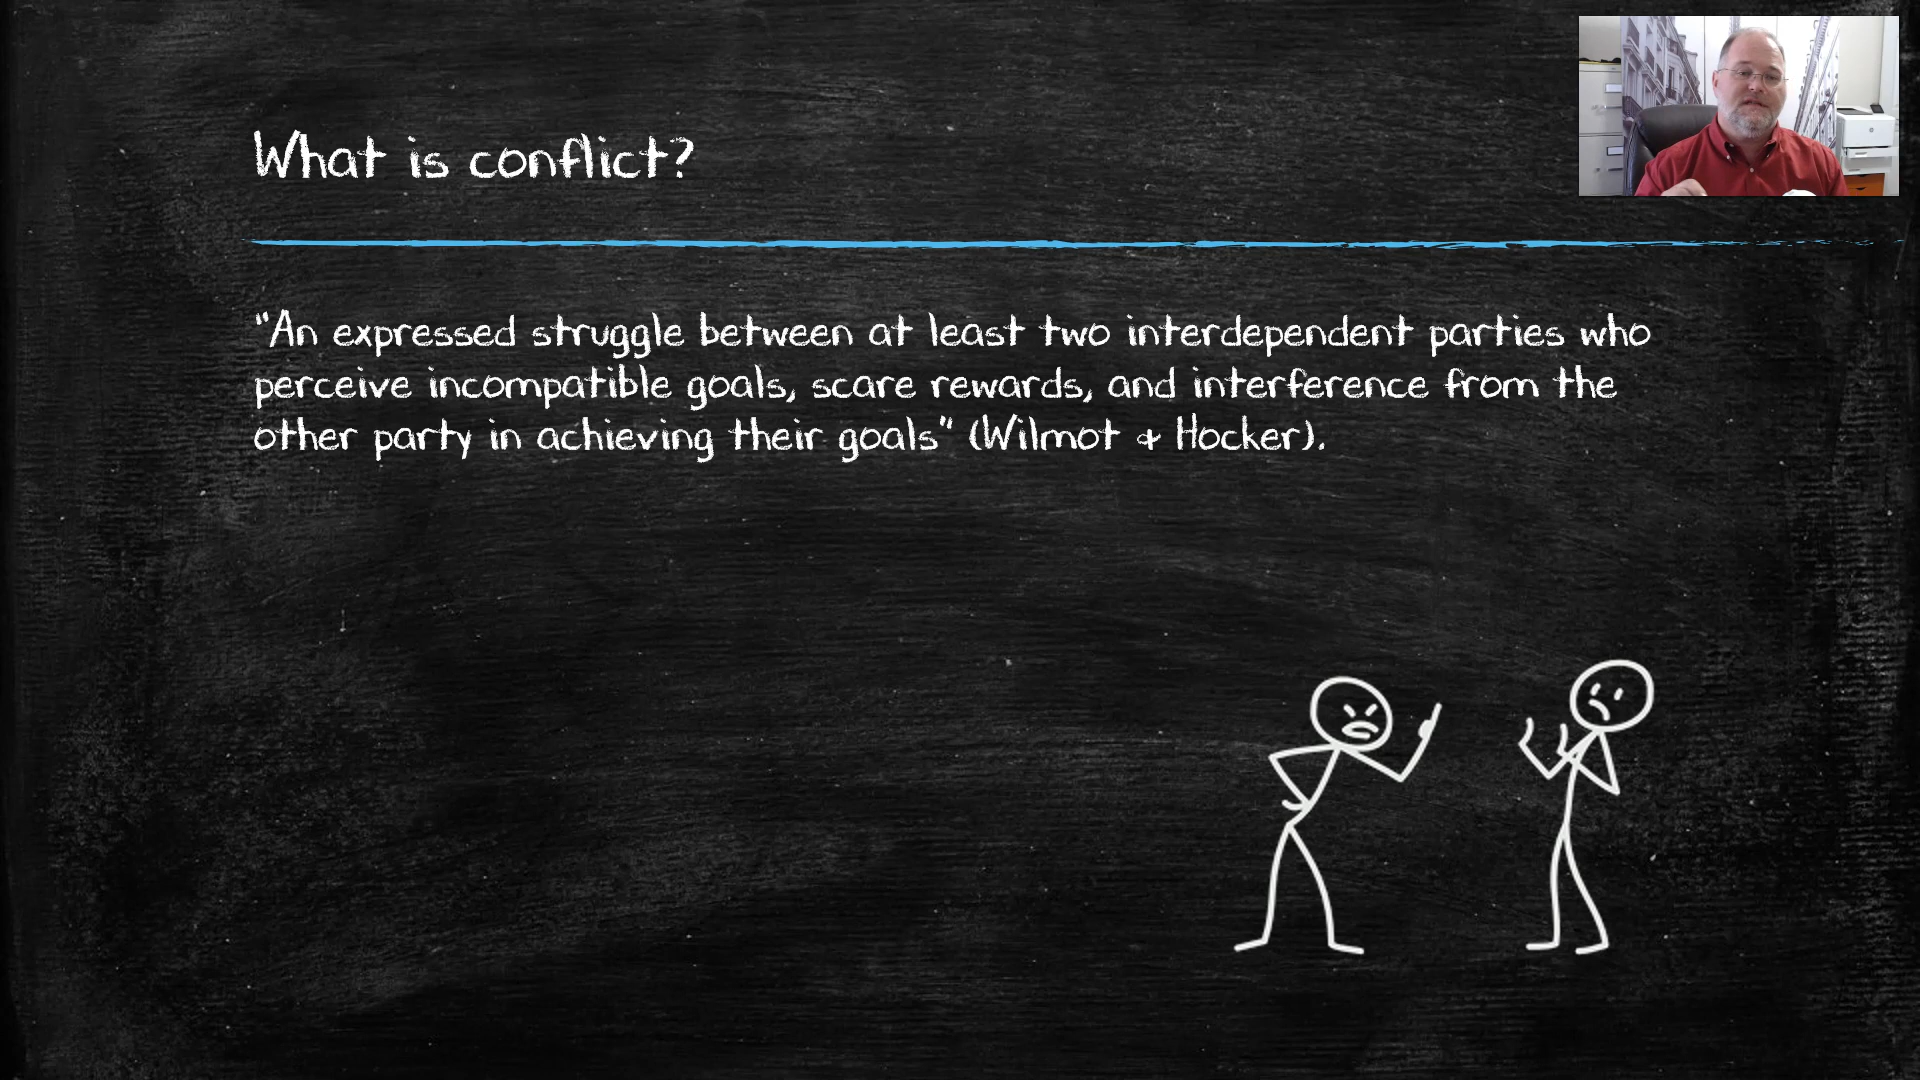 What is conflict?
"An expressed struggle between at least two interdependent parties who
perceive incompatible goals, scare rewards, and interference from the
other party in achieving their goals" (Wilmot & Hocker).